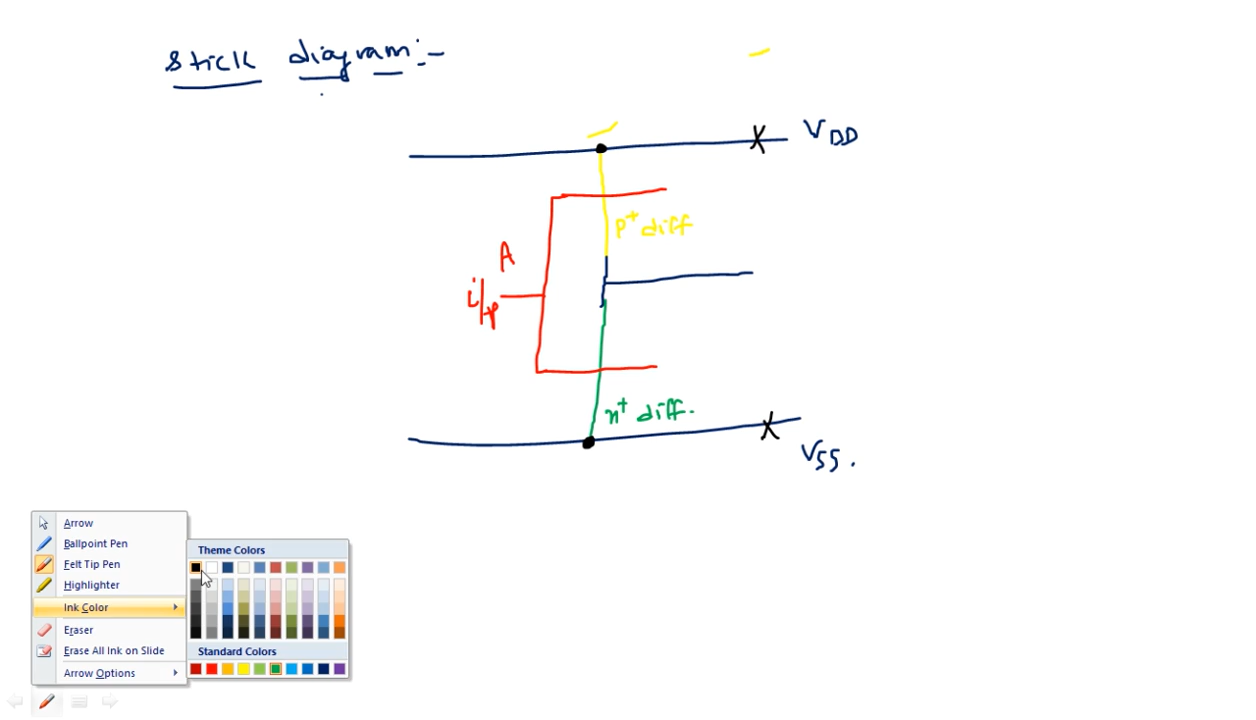 stick diagram:-
VDD
P+ diff
A
i/p
n+ diff.
VSS.
Arrow
Ballpoint Pen
Felt Tip Pen
Highlighter
Ink Color
Eraser
Erase All Ink on Slide
Arrow Options
Theme Colors
Standard Colors